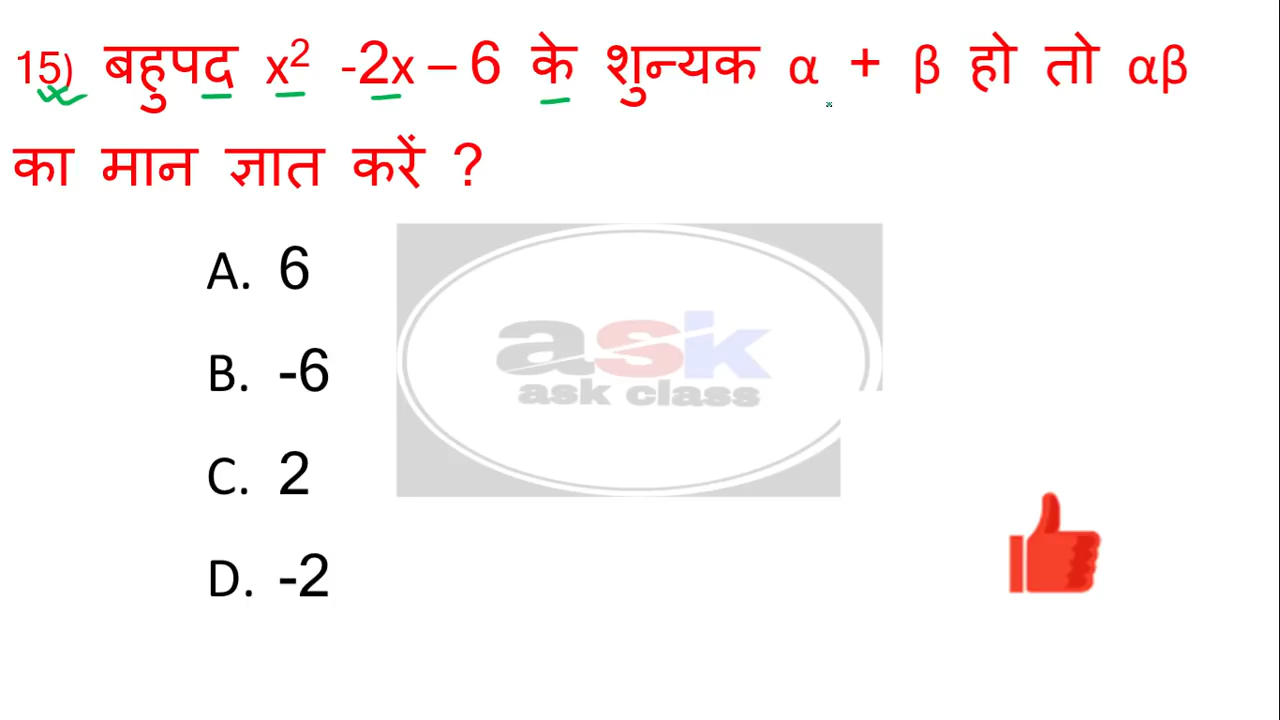 15) बहुपद x² -2x – 6 के शुन्यक α + β हो तो αβ
का मान ज्ञात करें ?
A. 6
B. -6
C. 2
D. -2
ask
ask class